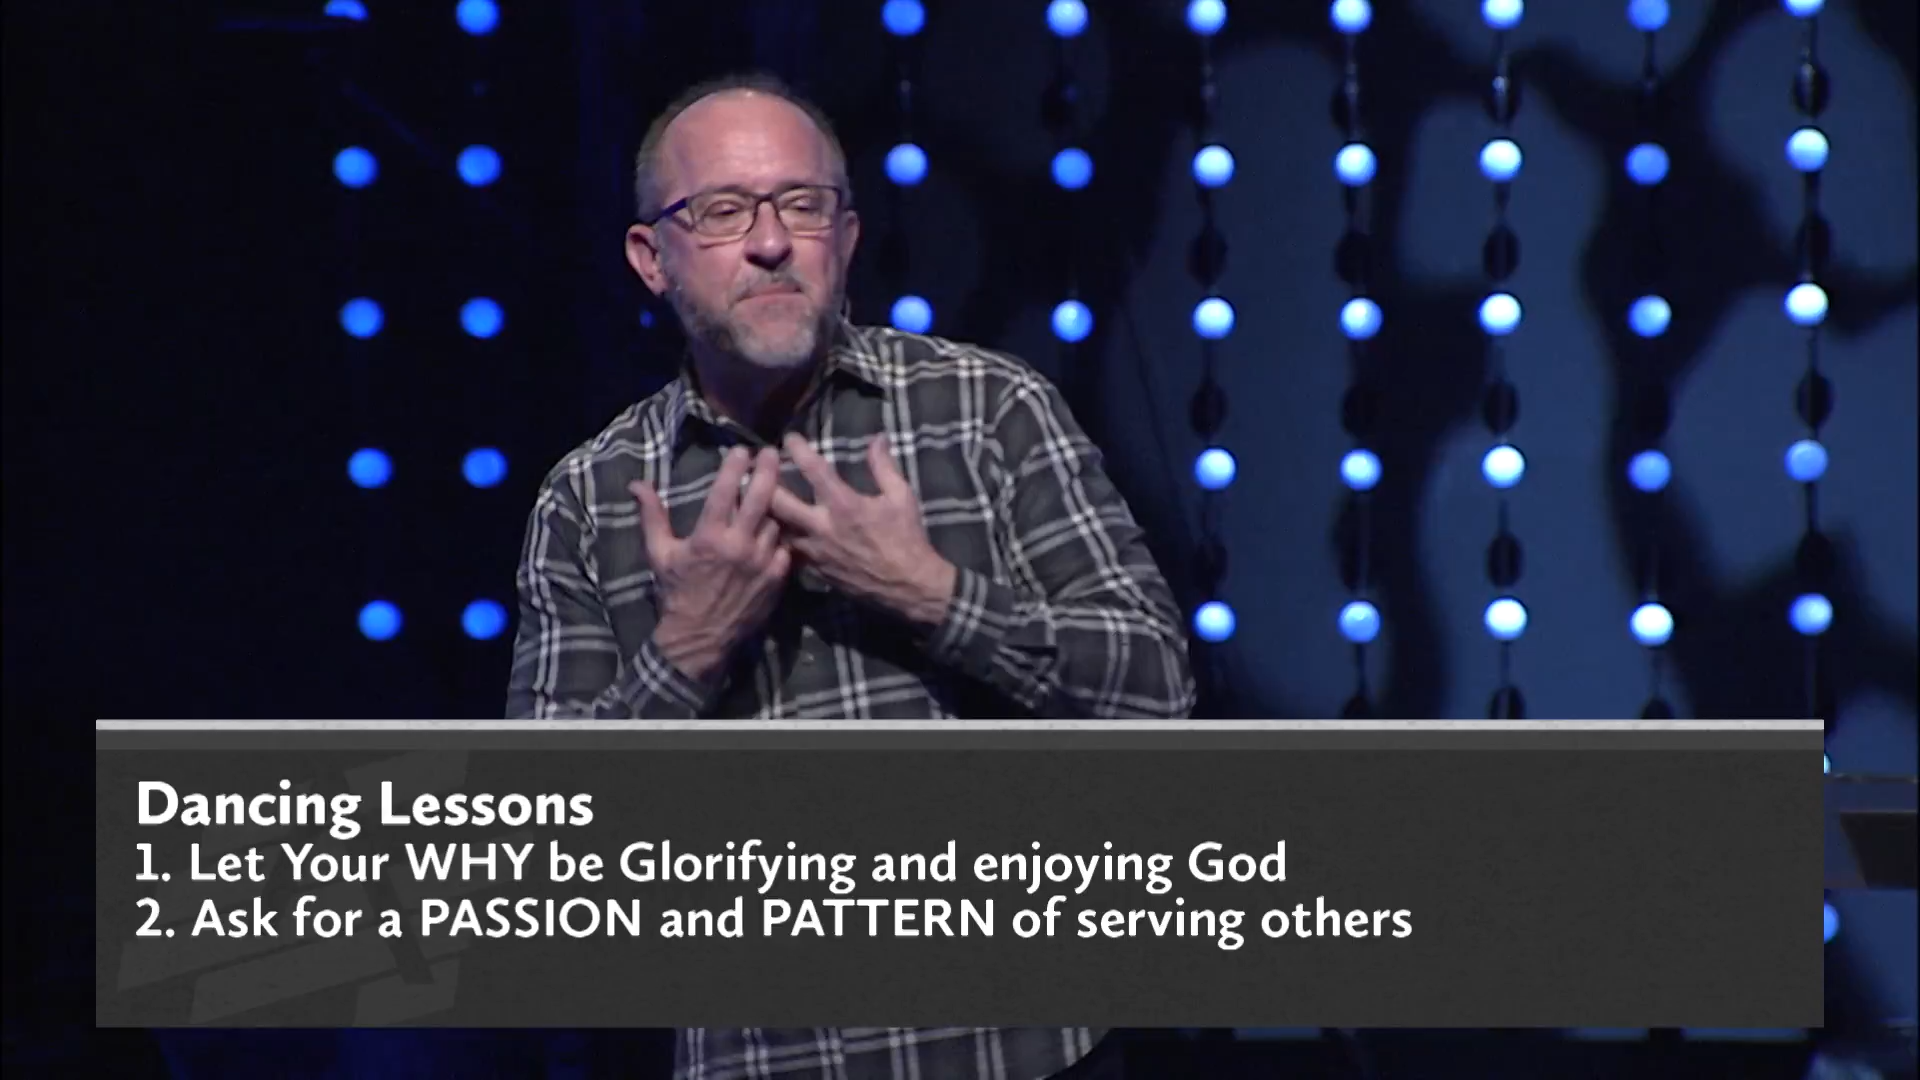 Dancing Lessons
1. Let Your WHY be Glorifying and enjoying God
2. Ask for a PASSION and PATTERN of serving others